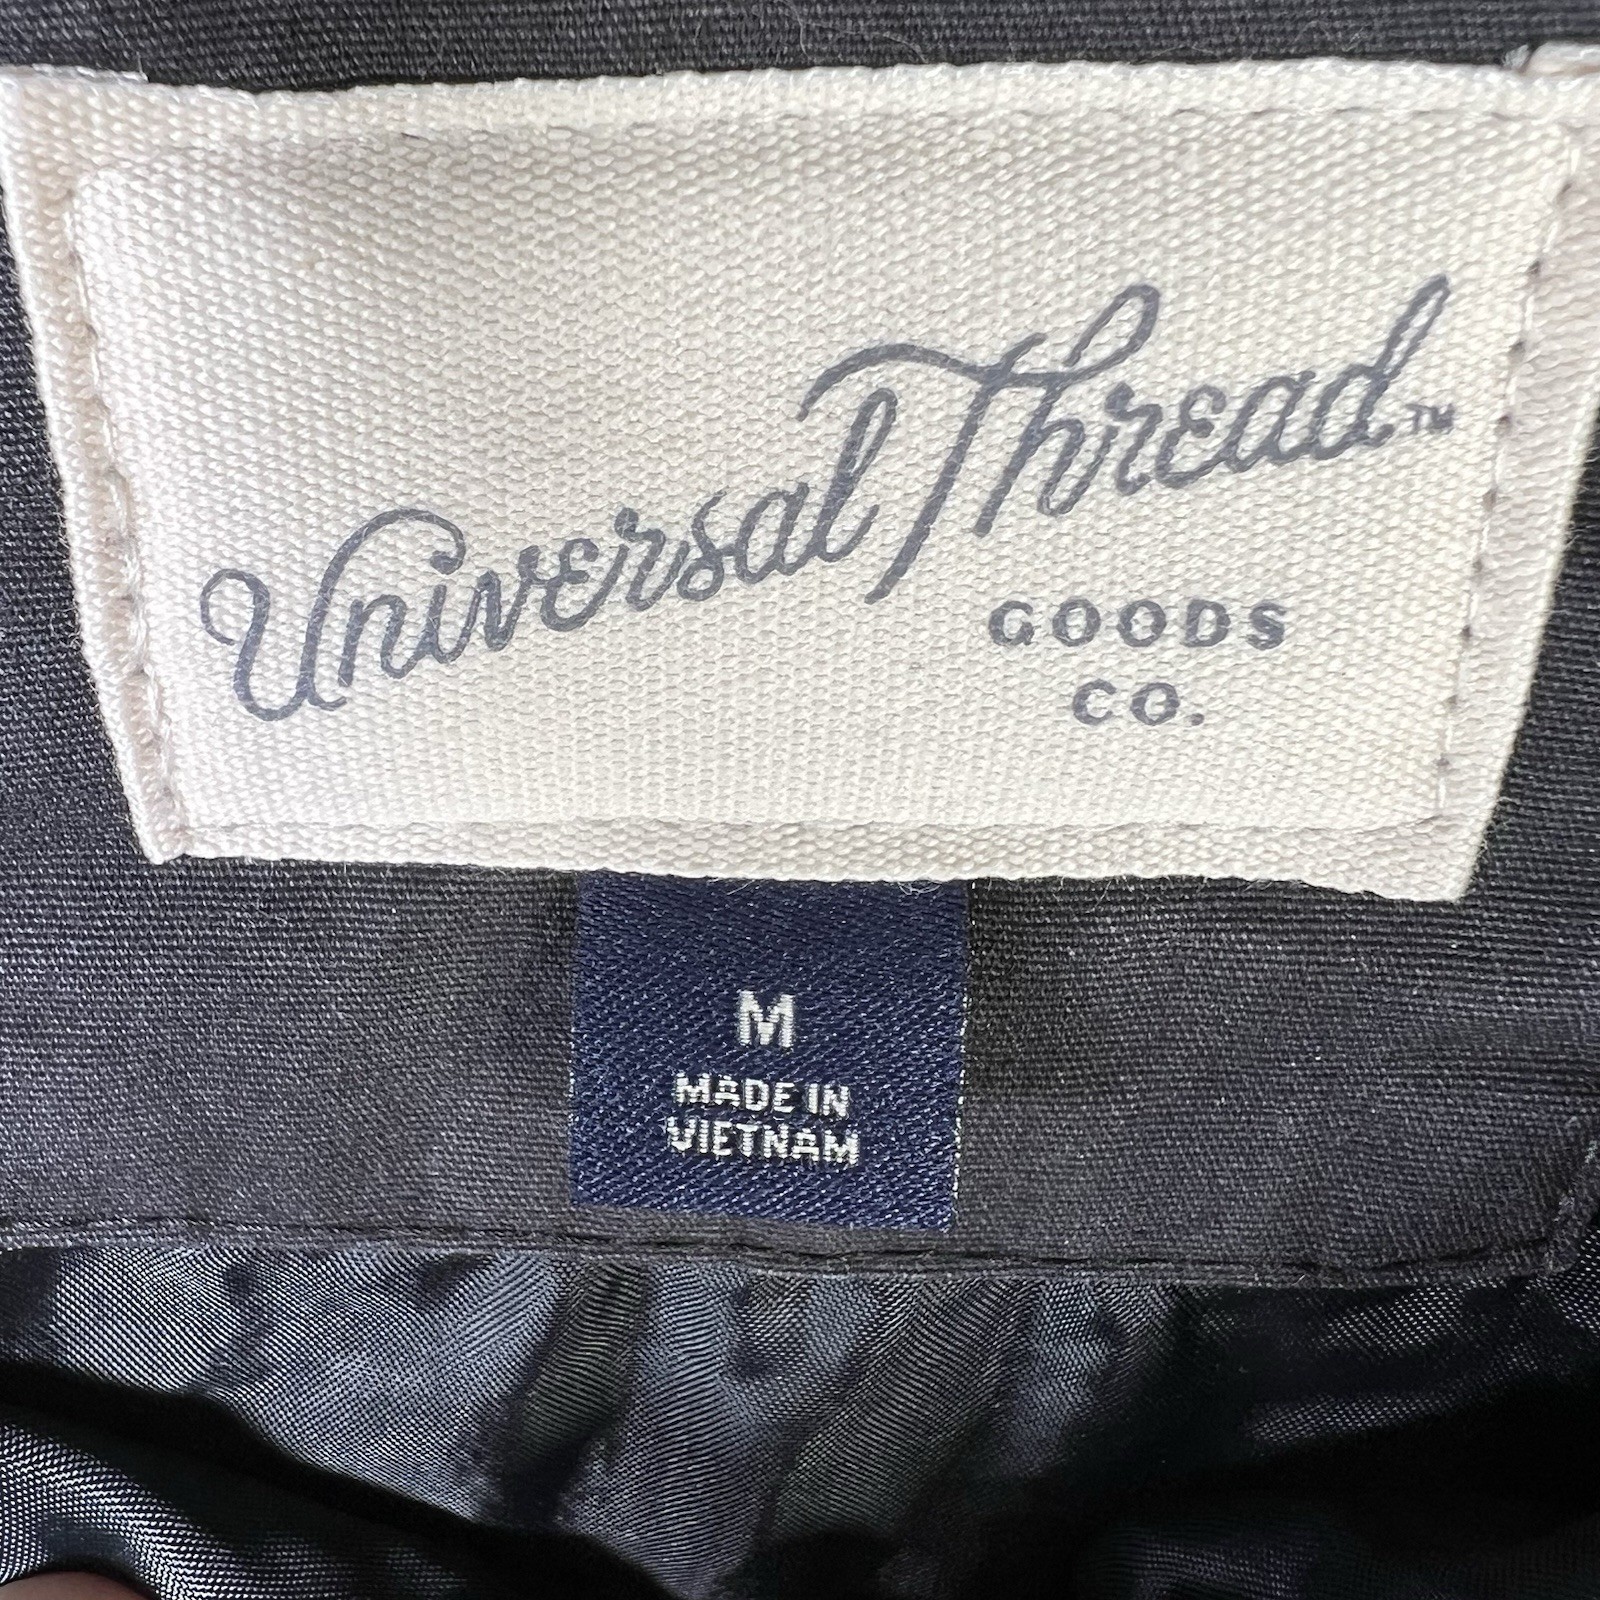 Universal Thread™
GOODS
CO.
M
MADE IN
VIETNAM